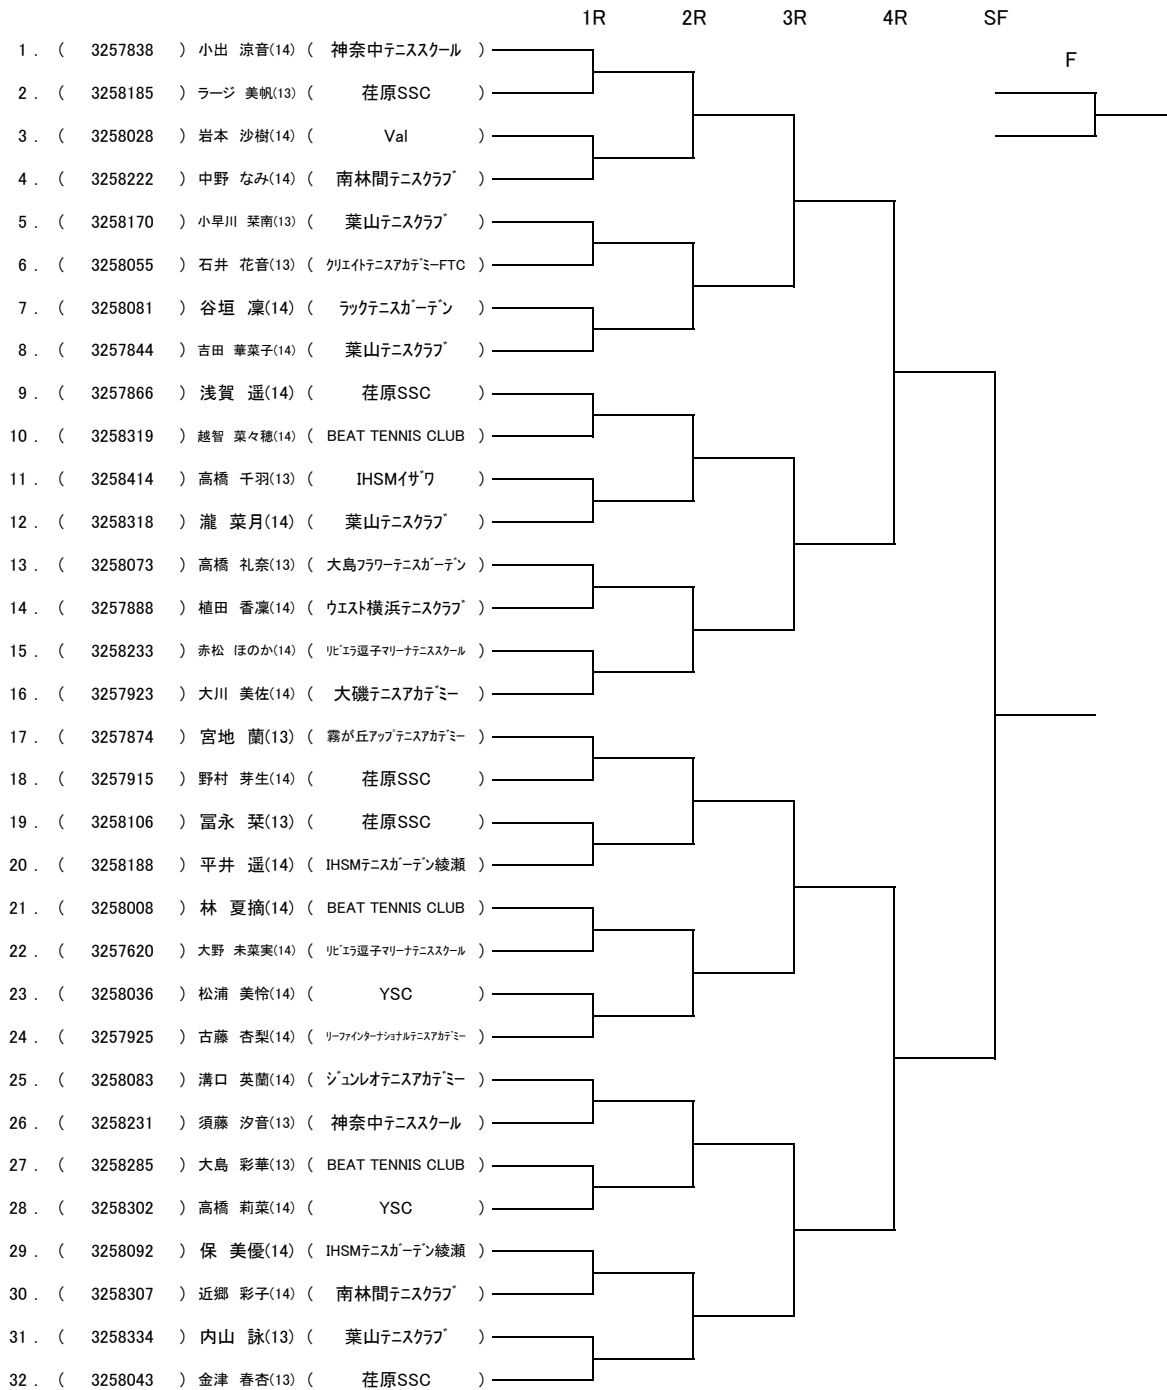 1R 2R 3R 4R SF
F
1 . ( 3257838 ) 小出 涼音(14) ( 神奈中テニススクール )
2 . ( 3258185 ) ラージ 美帆(13) ( 荏原SSC )
3 . ( 3258028 ) 岩本 沙樹(14) ( Val )
4 . ( 3258222 ) 中野 なみ(14) ( 南林間テニスクラブ )
5 . ( 3258170 ) 小早川 栞南(13) ( 葉山テニスクラブ )
6 . ( 3258055 ) 石井 花音(13) ( クリエイトテニスアカデミーFTC )
7 . ( 3258081 ) 谷垣 凜(14) ( ラックテニスガーデン )
8 . ( 3257844 ) 吉田 華菜子(14) ( 葉山テニスクラブ )
9 . ( 3257866 ) 浅賀 遥(14) ( 荏原SSC )
10 . ( 3258319 ) 越智 菜々穂(14) ( BEAT TENNIS CLUB )
11 . ( 3258414 ) 高橋 千羽(13) ( IHSMイザワ )
12 . ( 3258318 ) 瀧 菜月(14) ( 葉山テニスクラブ )
13 . ( 3258073 ) 高橋 礼奈(13) ( 大島フラワーテニスガーデン )
14 . ( 3257888 ) 植田 香凜(14) ( ウエスト横浜テニスクラブ )
15 . ( 3258233 ) 赤松 ほのか(14) ( リビエラ逗子マリーナテニススクール )
16 . ( 3257923 ) 大川 美佐(14) ( 大磯テニスアカデミー )
17 . ( 3257874 ) 宮地 蘭(13) ( 霧が丘アップテニスアカデミー )
18 . ( 3257915 ) 野村 芽生(14) ( 荏原SSC )
19 . ( 3258106 ) 冨永 栞(13) ( 荏原SSC )
20 . ( 3258188 ) 平井 遥(14) ( IHSMテニスガーデン綾瀬 )
21 . ( 3258008 ) 林 夏摘(14) ( BEAT TENNIS CLUB )
22 . ( 3257620 ) 大野 未菜実(14) ( リビエラ逗子マリーナテニススクール )
23 . ( 3258036 ) 松浦 美怜(14) ( YSC )
24 . ( 3257925 ) 古藤 杏梨(14) ( リーファインターナショナルテニスアカデミー )
25 . ( 3258083 ) 溝口 英蘭(14) ( ジュンレオテニスアカデミー )
26 . ( 3258231 ) 須藤 汐音(13) ( 神奈中テニススクール )
27 . ( 3258285 ) 大島 彩華(13) ( BEAT TENNIS CLUB )
28 . ( 3258302 ) 高橋 莉菜(14) ( YSC )
29 . ( 3258092 ) 保 美優(14) ( IHSMテニスガーデン綾瀬 )
30 . ( 3258307 ) 近郷 彩子(14) ( 南林間テニスクラブ )
31 . ( 3258334 ) 内山 詠(13) ( 葉山テニスクラブ )
32 . ( 3258043 ) 金津 春杏(13) ( 荏原SSC )